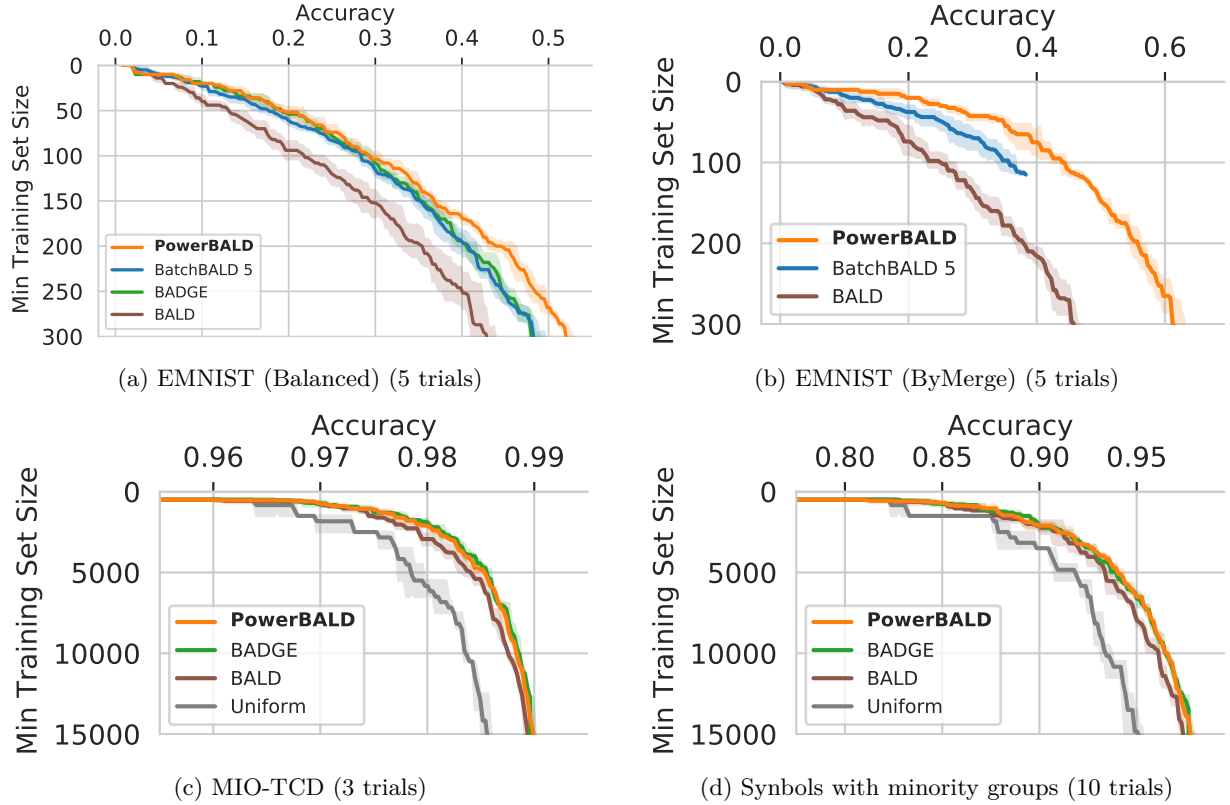 Accuracy
0.0 0.1 0.2 0.3 0.4 0.5
Min Training Set Size
0
50
100
150
200
250
300
PowerBALD
BatchBALD 5
BADGE
BALD
(a) EMNIST (Balanced) (5 trials)
Accuracy
0.0 0.2 0.4 0.6
Min Training Set Size
0
100
200
300
PowerBALD
BatchBALD 5
BALD
(b) EMNIST (ByMerge) (5 trials)
Accuracy
0.96 0.97 0.98 0.99
Min Training Set Size
0
5000
10000
15000
PowerBALD
BADGE
BALD
Uniform
(c) MIO-TCD (3 trials)
Accuracy
0.80 0.85 0.90 0.95
Min Training Set Size
0
5000
10000
15000
PowerBALD
BADGE
BALD
Uniform
(d) Symbols with minority groups (10 trials)